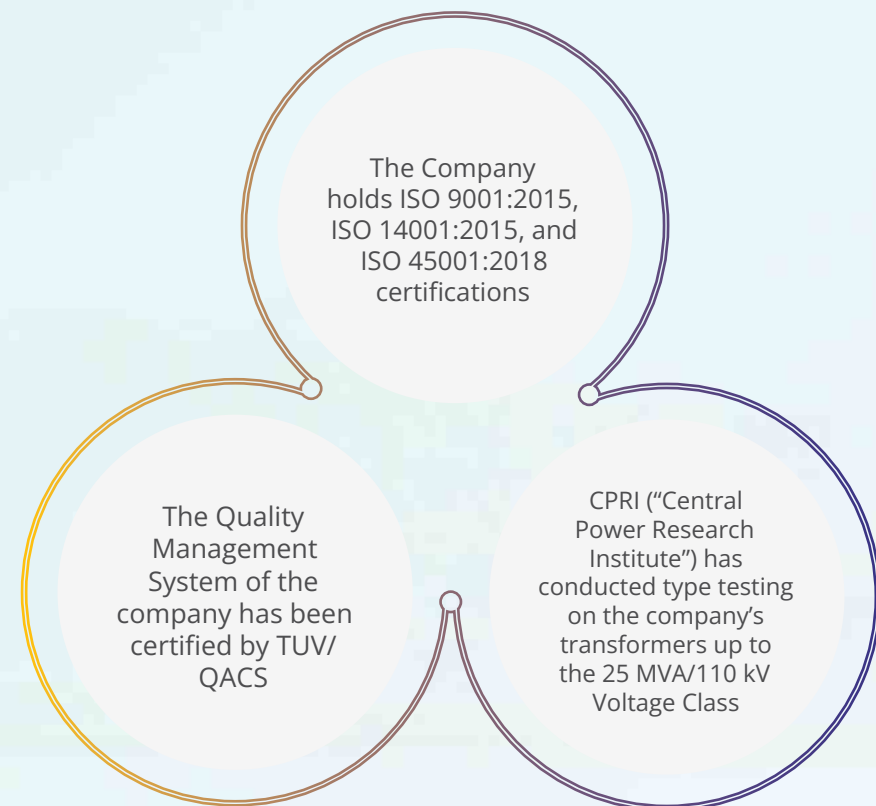 The Company
holds ISO 9001:2015,
ISO 14001:2015, and
ISO 45001:2018
certifications
The Quality
Management
System of the
company has been
certified by TUV/
QACS
CPRI (“Central
Power Research
Institute”) has
conducted type testing
on the company’s
transformers up to
the 25 MVA/110 kV
Voltage Class